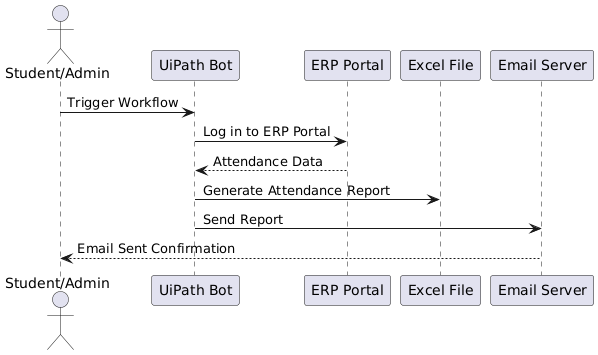 Student/Admin
UiPath Bot
ERP Portal
Excel File
Email Server
Trigger Workflow
Log in to ERP Portal
Attendance Data
Generate Attendance Report
Send Report
Email Sent Confirmation
Student/Admin
UiPath Bot
ERP Portal
Excel File
Email Server